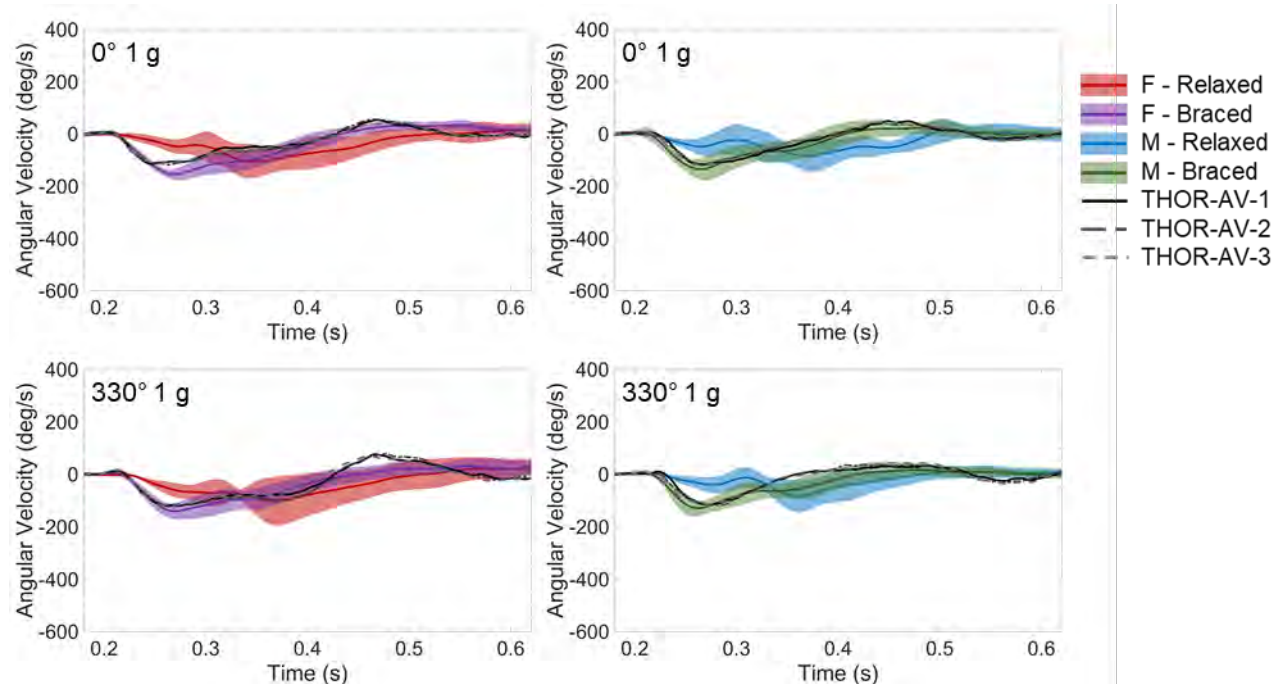 0° 1 g
Angular Velocity (deg/s)
400
200
0
-200
-400
-600
0.2 0.3 0.4 0.5 0.6
Time (s)
0° 1 g
Angular Velocity (deg/s)
400
200
0
-200
-400
-600
0.2 0.3 0.4 0.5 0.6
Time (s)
F - Relaxed
F - Braced
M - Relaxed
M - Braced
THOR-AV-1
THOR-AV-2
THOR-AV-3
330° 1 g
Angular Velocity (deg/s)
400
200
0
-200
-400
-600
0.2 0.3 0.4 0.5 0.6
Time (s)
330° 1 g
Angular Velocity (deg/s)
400
200
0
-200
-400
-600
0.2 0.3 0.4 0.5 0.6
Time (s)